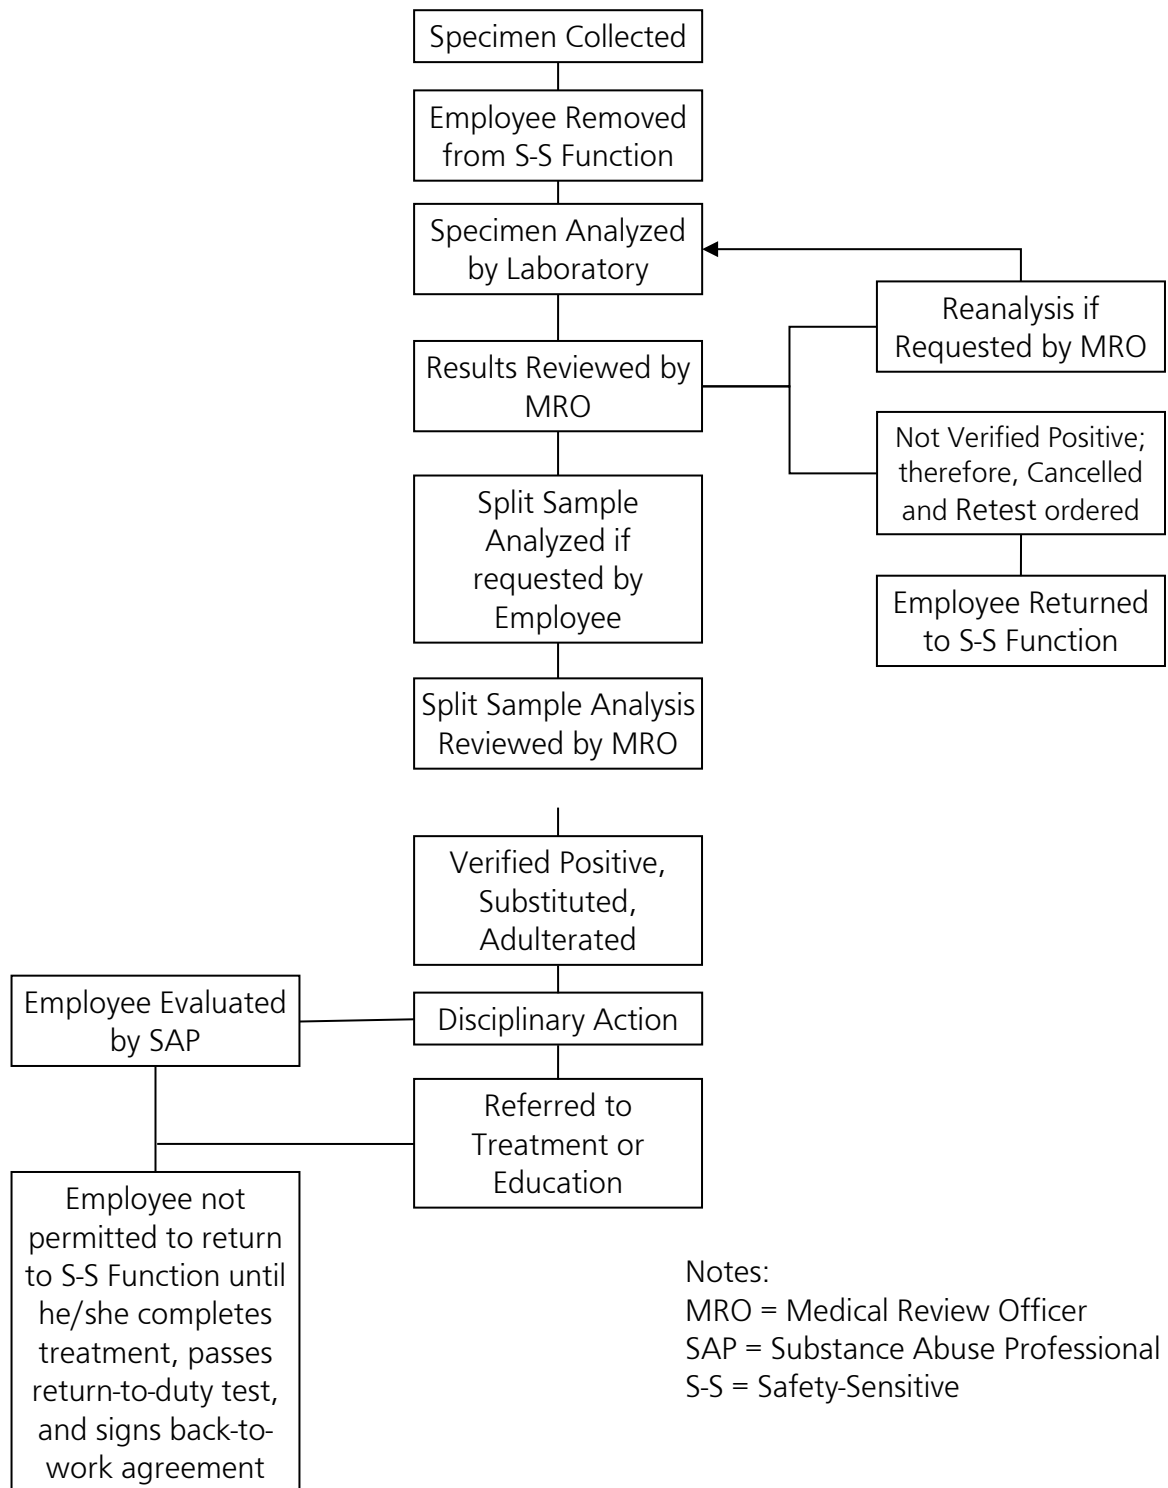 Specimen Collected
Employee Removed
from S-S Function
Specimen Analyzed
by Laboratory
Reanalysis if
Requested by MRO
Results Reviewed by
MRO
Not Verified Positive;
therefore, Cancelled
and Retest ordered
Split Sample
Analyzed if
requested by
Employee
Employee Returned
to S-S Function
Split Sample Analysis
Reviewed by MRO
Verified Positive,
Substituted,
Adulterated
Employee Evaluated
by SAP
Disciplinary Action
Referred to
Treatment or
Education
Employee not
permitted to return
to S-S Function until
he/she completes
treatment, passes
return-to-duty test,
and signs back-to-
work agreement
Notes:
MRO = Medical Review Officer
SAP = Substance Abuse Professional
S-S = Safety-Sensitive